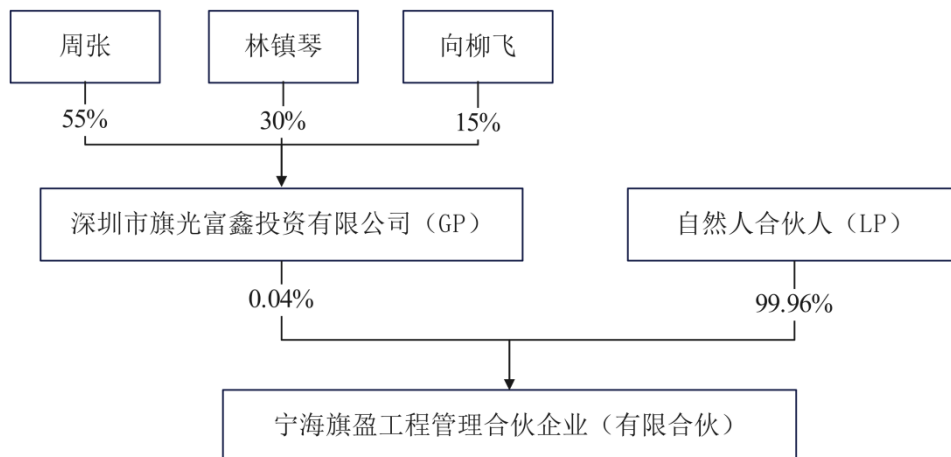 周张
林镇琴
向柳飞
55%
30%
15%
深圳市旗光富鑫投资有限公司（GP）
自然人合伙人（LP）
0.04%
99.96%
宁海旗盈工程管理合伙企业（有限合伙）